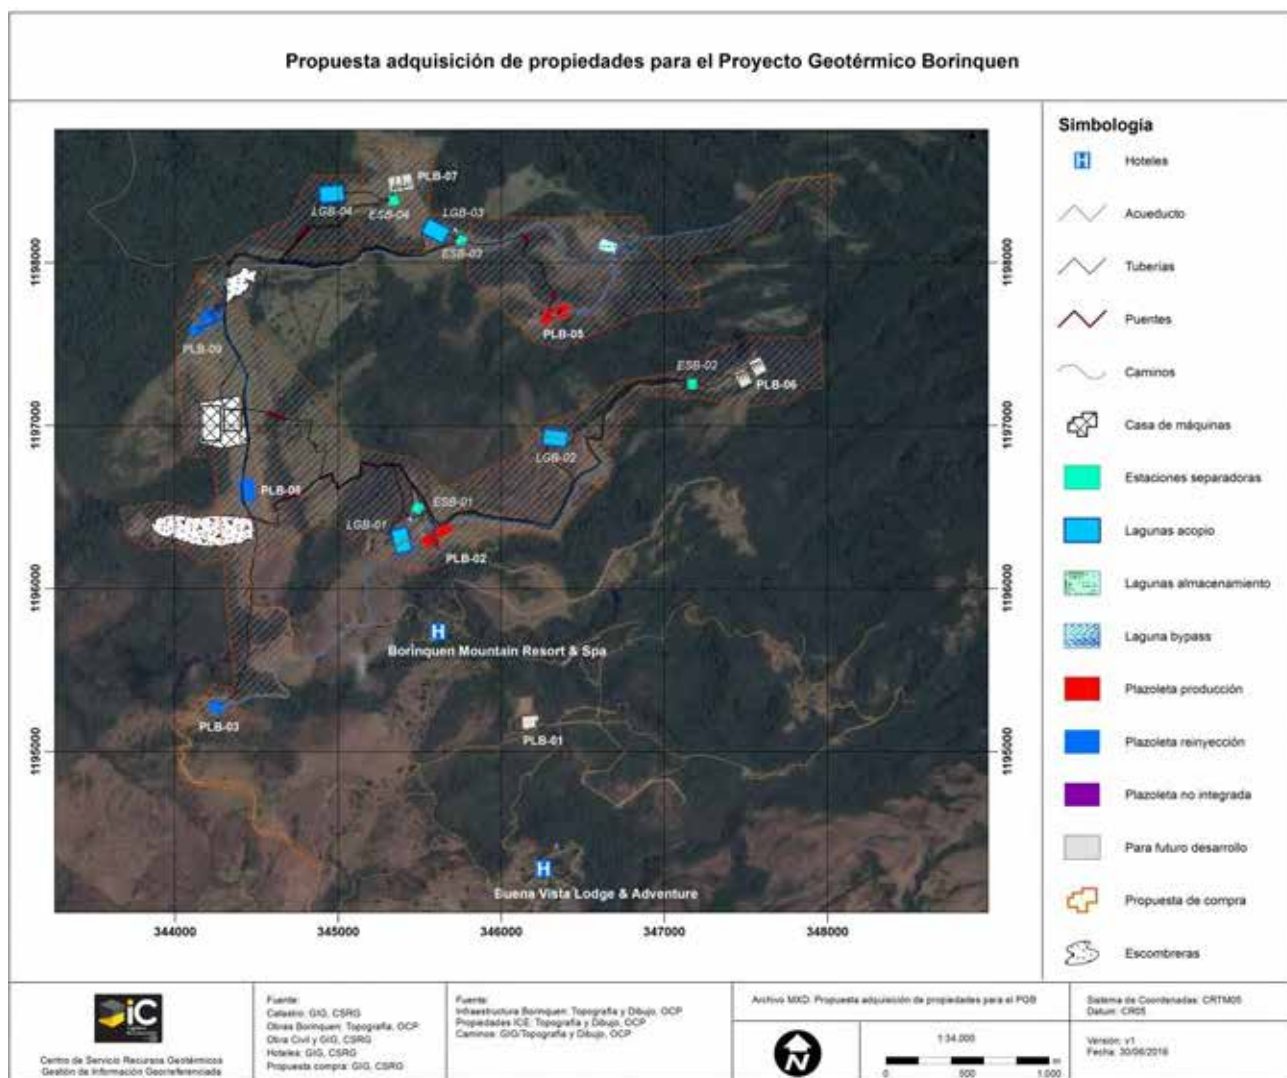 Propuesta adquisición de propiedades para el Proyecto Geotérmico Borinquen
Simbología
Hoteles
Acueducto
Tuberías
Puentes
Caminos
Casa de máquinas
Estaciones separadoras
Lagunas acopio
Lagunas almacenamiento
Laguna bypass
Plazoleta producción
Plazoleta reinyección
Plazoleta no integrada
Para futuro desarrollo
Propuesta de compra
Escombreras
PLB-07
LGB-04
ESB-04
LGB-03
ESB-03
PLB-09
PLB-05
ESB-02
PLB-06
LGB-02
ESB-01
LGB-01
PLB-02
Borinquen Mountain Resort & Spa
PLB-03
PLB-01
Buena Vista Lodge & Adventure
1198000
1197000
1196000
1195000
1198000
1197000
1196000
1195000
344000
345000
346000
347000
348000
iC
Centro de Servicio Recursos Geotérmicos
Gestión de Información Georreferenciada
Fuente:
Catastro: GIG, CSRG
Obras Borinquen: Topografía, OCP
Obra Civil y GIG, CSRG
Hoteles: GIG, CSRG
Propuesta compra: GIG, CSRG
Fuente:
Infraestructura Borinquen: Topografía y Dibujo, OCP
Propiedades ICE: Topografía y Dibujo, OCP
Caminos: GIG/Topografía y Dibujo, OCP
Archivo MXD: Propuesta adquisición de propiedades para el PGB
N
1:34.000
0 500 1.000 m
Sistema de Coordenadas: CRTM05
Datum: CR05
Versión: v1
Fecha: 30/06/2016